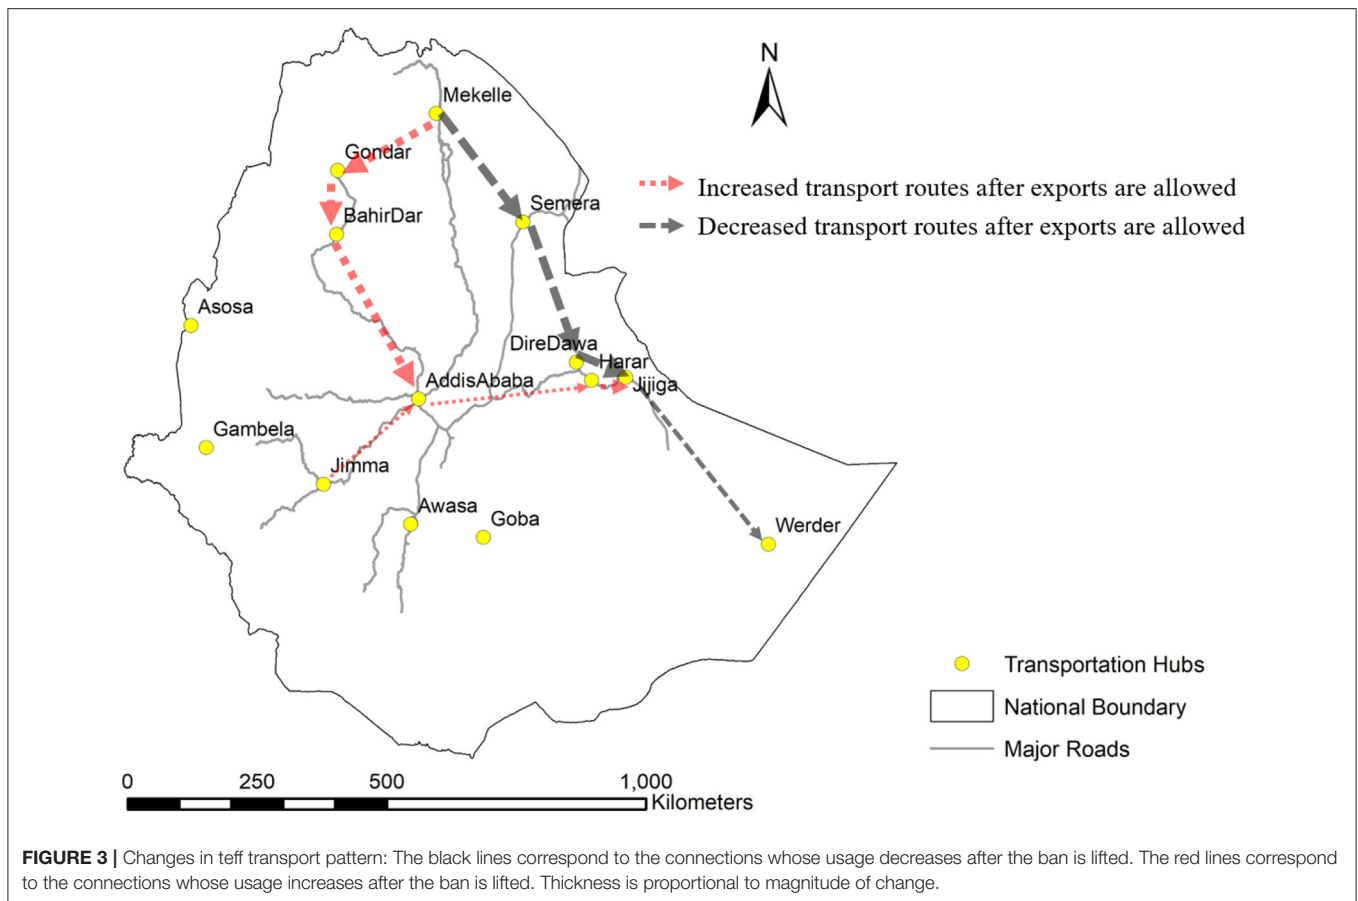 N
Mekelle
Gondar
Increased transport routes after exports are allowed
Semera
BahirDar
Decreased transport routes after exports are allowed
Asosa
DireDawa
Harar
AddisAbaba
Jijiga
Gambela
Jimma
Awasa
Goba
Werder
Transportation Hubs
National Boundary
Major Roads
0 250 500 1,000
Kilometers
FIGURE 3 | Changes in teff transport pattern: The black lines correspond to the connections whose usage decreases after the ban is lifted. The red lines correspond
to the connections whose usage increases after the ban is lifted. Thickness is proportional to magnitude of change.